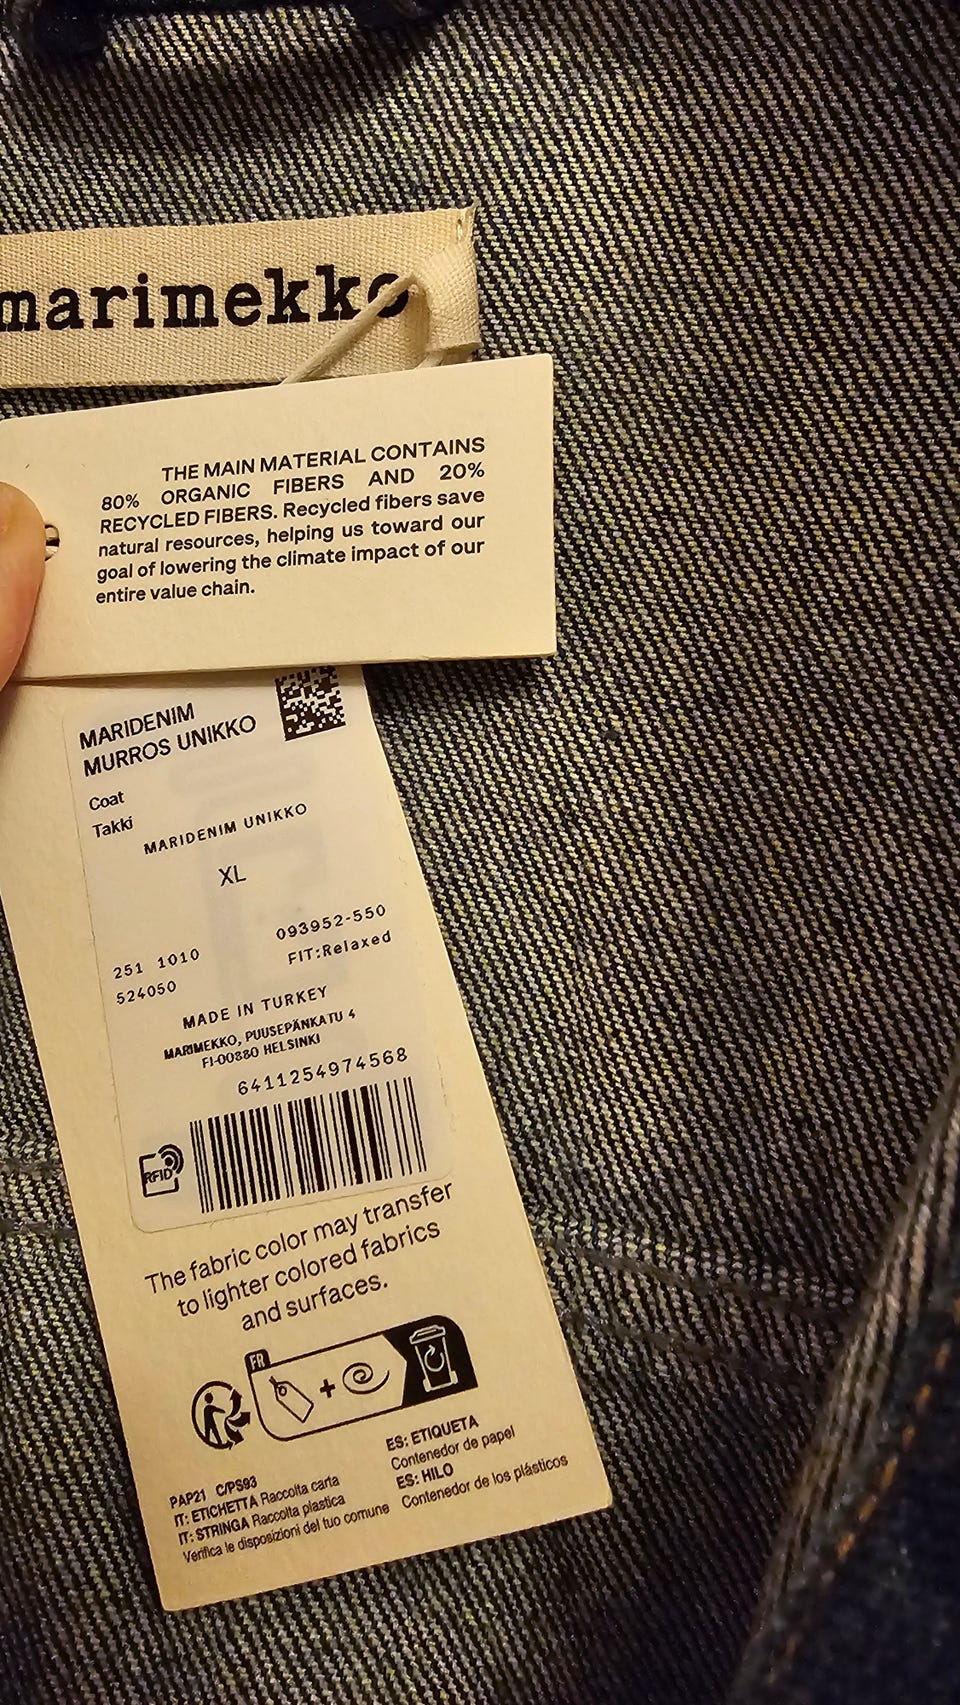 marimekko
THE MAIN MATERIAL CONTAINS
80% ORGANIC FIBERS AND 20%
RECYCLED FIBERS. Recycled fibers save
natural resources, helping us toward our
goal of lowering the climate impact of our
entire value chain.
MARIDENIM
MURROS UNIKKO
Coat
Takki
MARIDENIM UNIKKO
XL
251 1010 093952-550
524050 FIT:Relaxed
MADE IN TURKEY
MARIMEKKO, PUUSEPÄNKATU 4
FI-00880 HELSINKI
6411254974568
RFID
The fabric color may transfer
to lighter colored fabrics
and surfaces.
FR
PAP21 C/PS93
IT: ETICHETTA Raccolta carta
IT: STRINGA Raccolta plastica
Verifica le disposizioni del tuo comune
ES: ETIQUETA
Contenedor de papel
ES: HILO
Contenedor de los plásticos